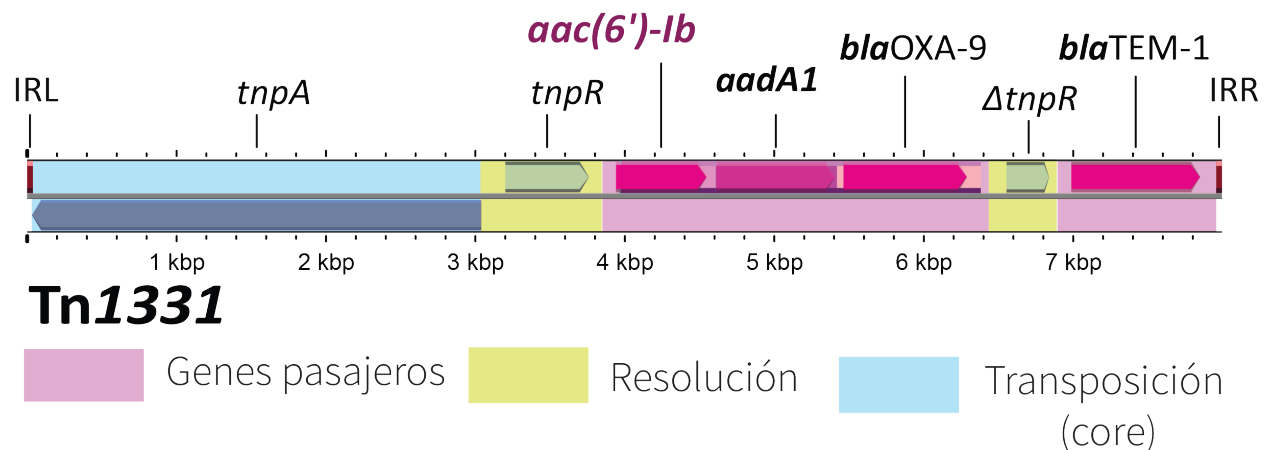 aac(6')-Ib
blaOXA-9
blaTEM-1
aadA1
IRL
tnpA
tnpR
ΔtnpR
IRR
1 kbp
2 kbp
3 kbp
4 kbp
5 kbp
6 kbp
7 kbp
Tn1331
Genes pasajeros
Resolución
Transposición
(core)